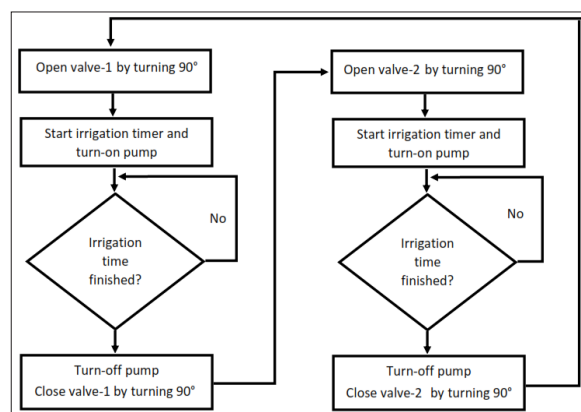 Open valve-1 by turning 90°
Start irrigation timer and
turn-on pump
No
Irrigation
time
finished?
Turn-off pump
Close valve-1 by turning 90°
Open valve-2 by turning 90°
Start irrigation timer and
turn-on pump
No
Irrigation
time
finished?
Turn-off pump
Close valve-2 by turning 90°